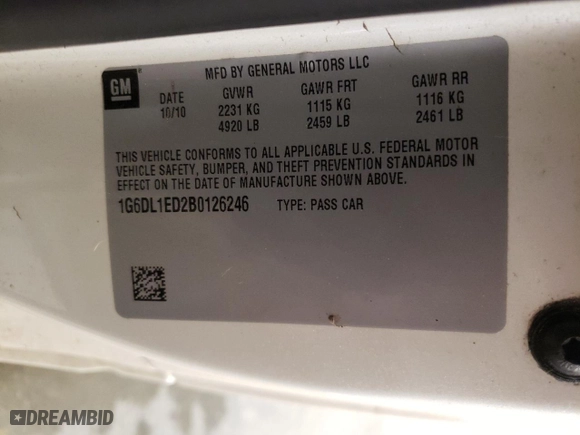 GM
MFD BY GENERAL MOTORS LLC
DATE GVWR GAWR FRT GAWR RR
10/10 2231 KG 1115 KG 1116 KG
4920 LB 2459 LB 2461 LB
THIS VEHICLE CONFORMS TO ALL APPLICABLE U.S. FEDERAL MOTOR
VEHICLE SAFETY, BUMPER, AND THEFT PREVENTION STANDARDS IN
EFFECT ON THE DATE OF MANUFACTURE SHOWN ABOVE.
1G6DL1ED2B0126246 TYPE: PASS CAR
DREAMBID